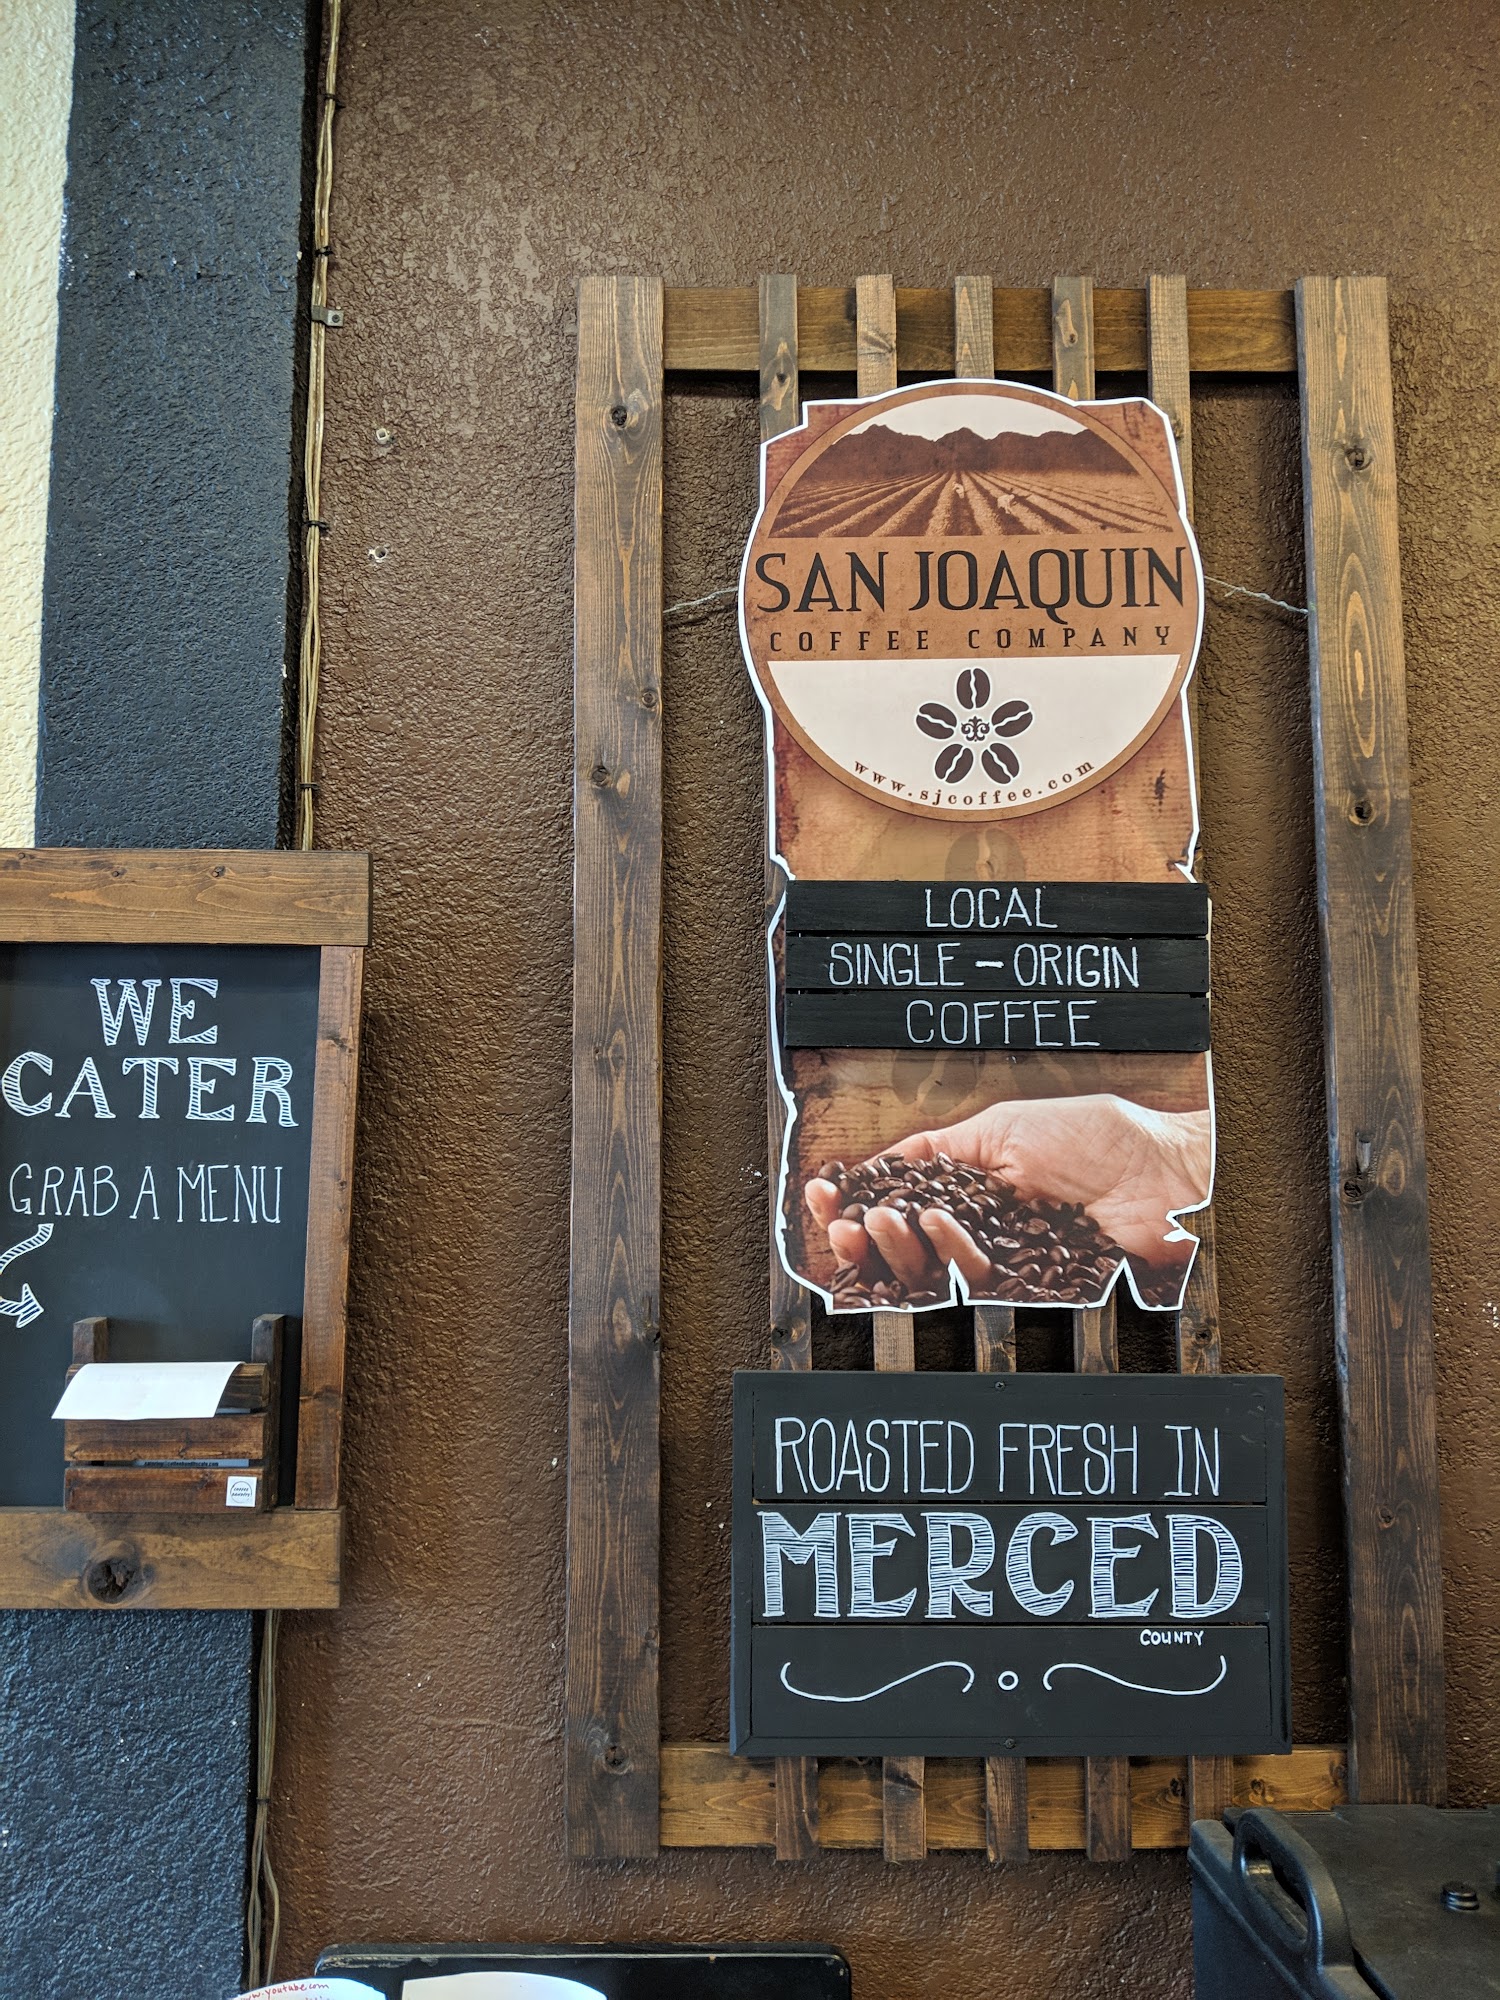 WE
CATER
GRAB A MENU
SAN JOAQUIN
COFFEE COMPANY
www.sjcoffee.com
LOCAL
SINGLE - ORIGIN
COFFEE
ROASTED FRESH IN
MERCED
COUNTY